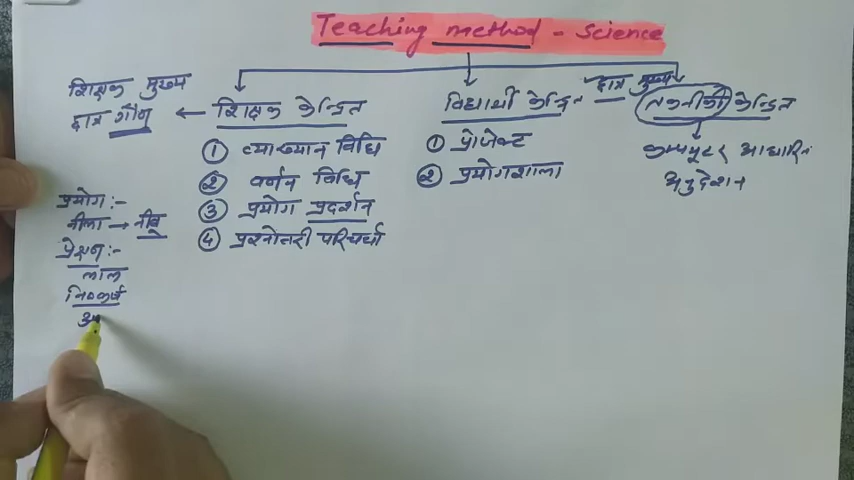 Teaching method - Science
शिक्षक मुख्य
छात्र गौण
शिक्षक केन्द्रित
① व्याख्यान विधि
② वर्णन विधि
③ प्रयोग प्रदर्शन
④ प्रश्नोत्तरी परिचर्चा
विद्यार्थी केन्द्रित
① प्रोजेक्ट
② प्रयोगशाला
छात्र मुख्य
तकनीकी केन्द्रित
कम्प्यूटर आधारित
अनुदेशन
प्रयोग :-
नीला → नींबू
प्रेक्षण :-
लाल
निष्कर्ष